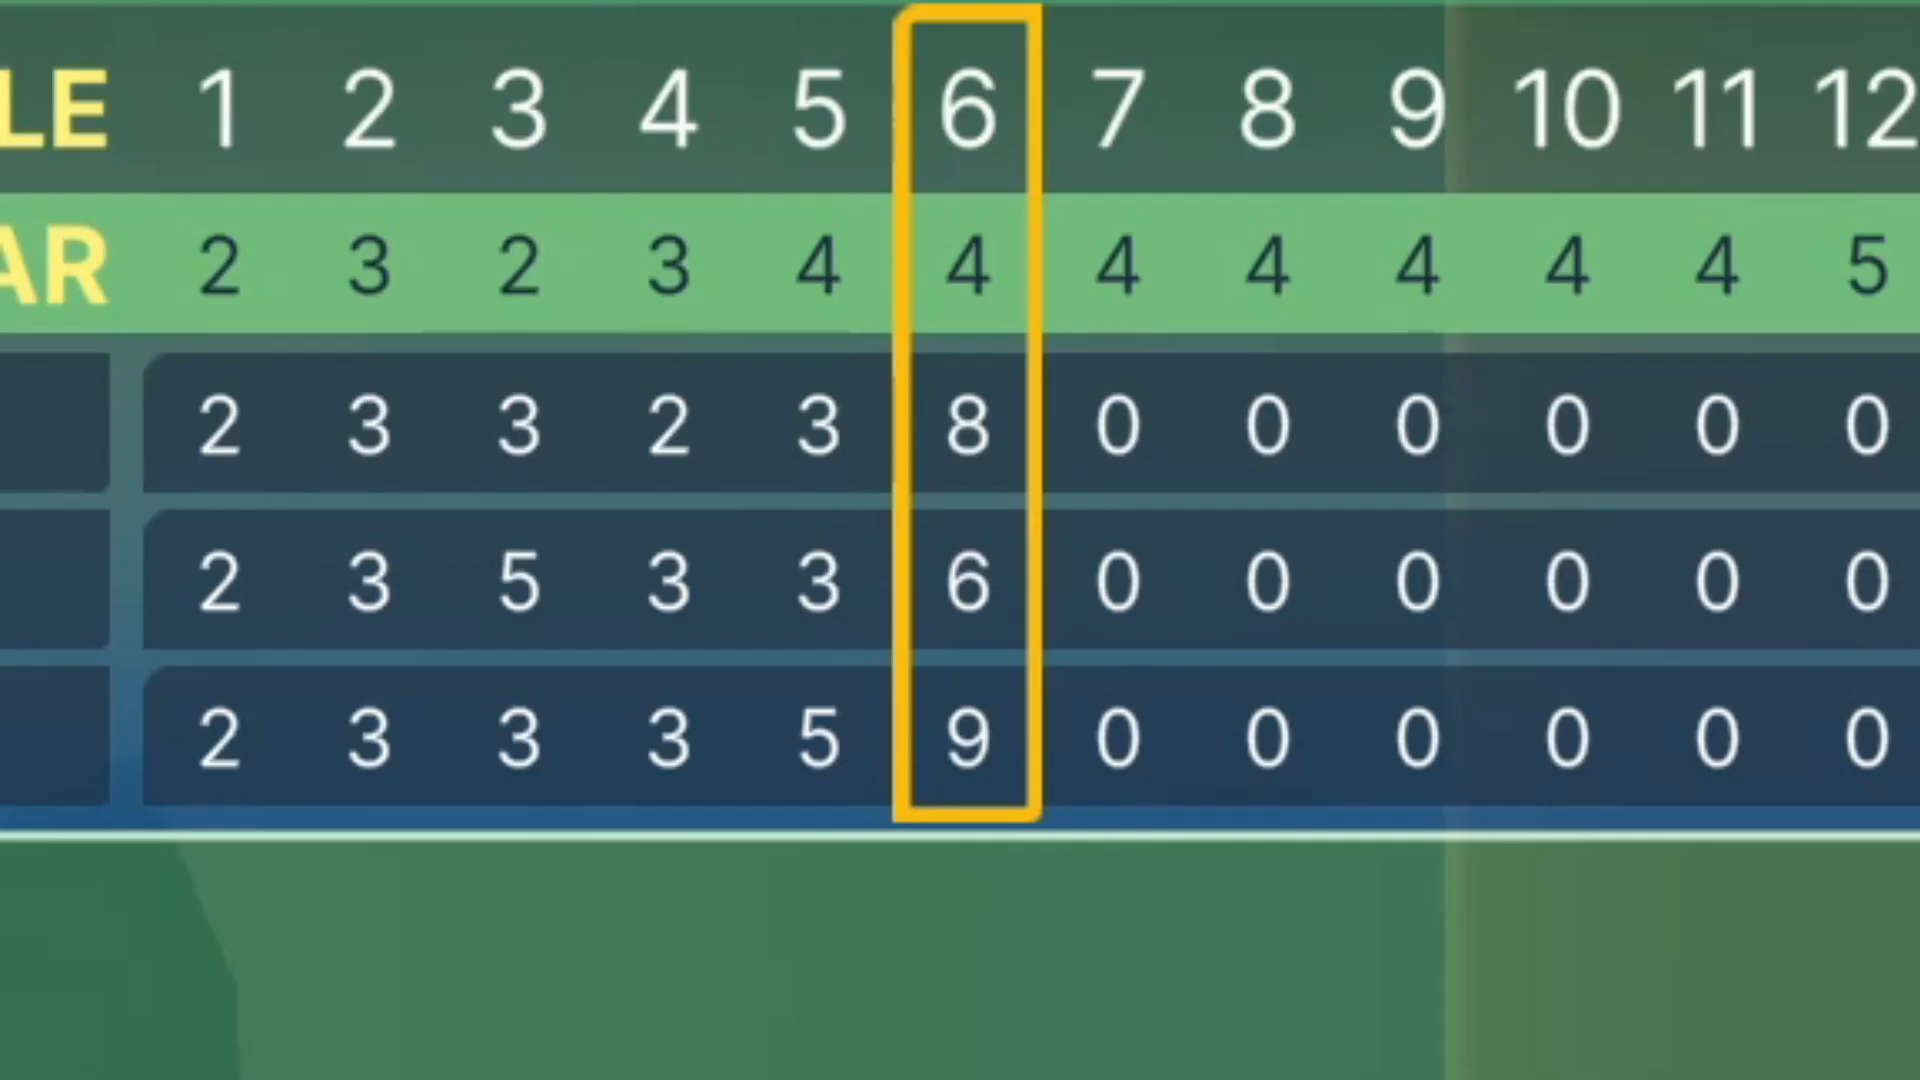 LE 1 2 3 4 5 6 7 8 9 10 11 12
AR 2 3 2 3 4 4 4 4 4 4 4 5
2 3 3 2 3 8 0 0 0 0 0 0
2 3 5 3 3 6 0 0 0 0 0 0
2 3 3 3 5 9 0 0 0 0 0 0